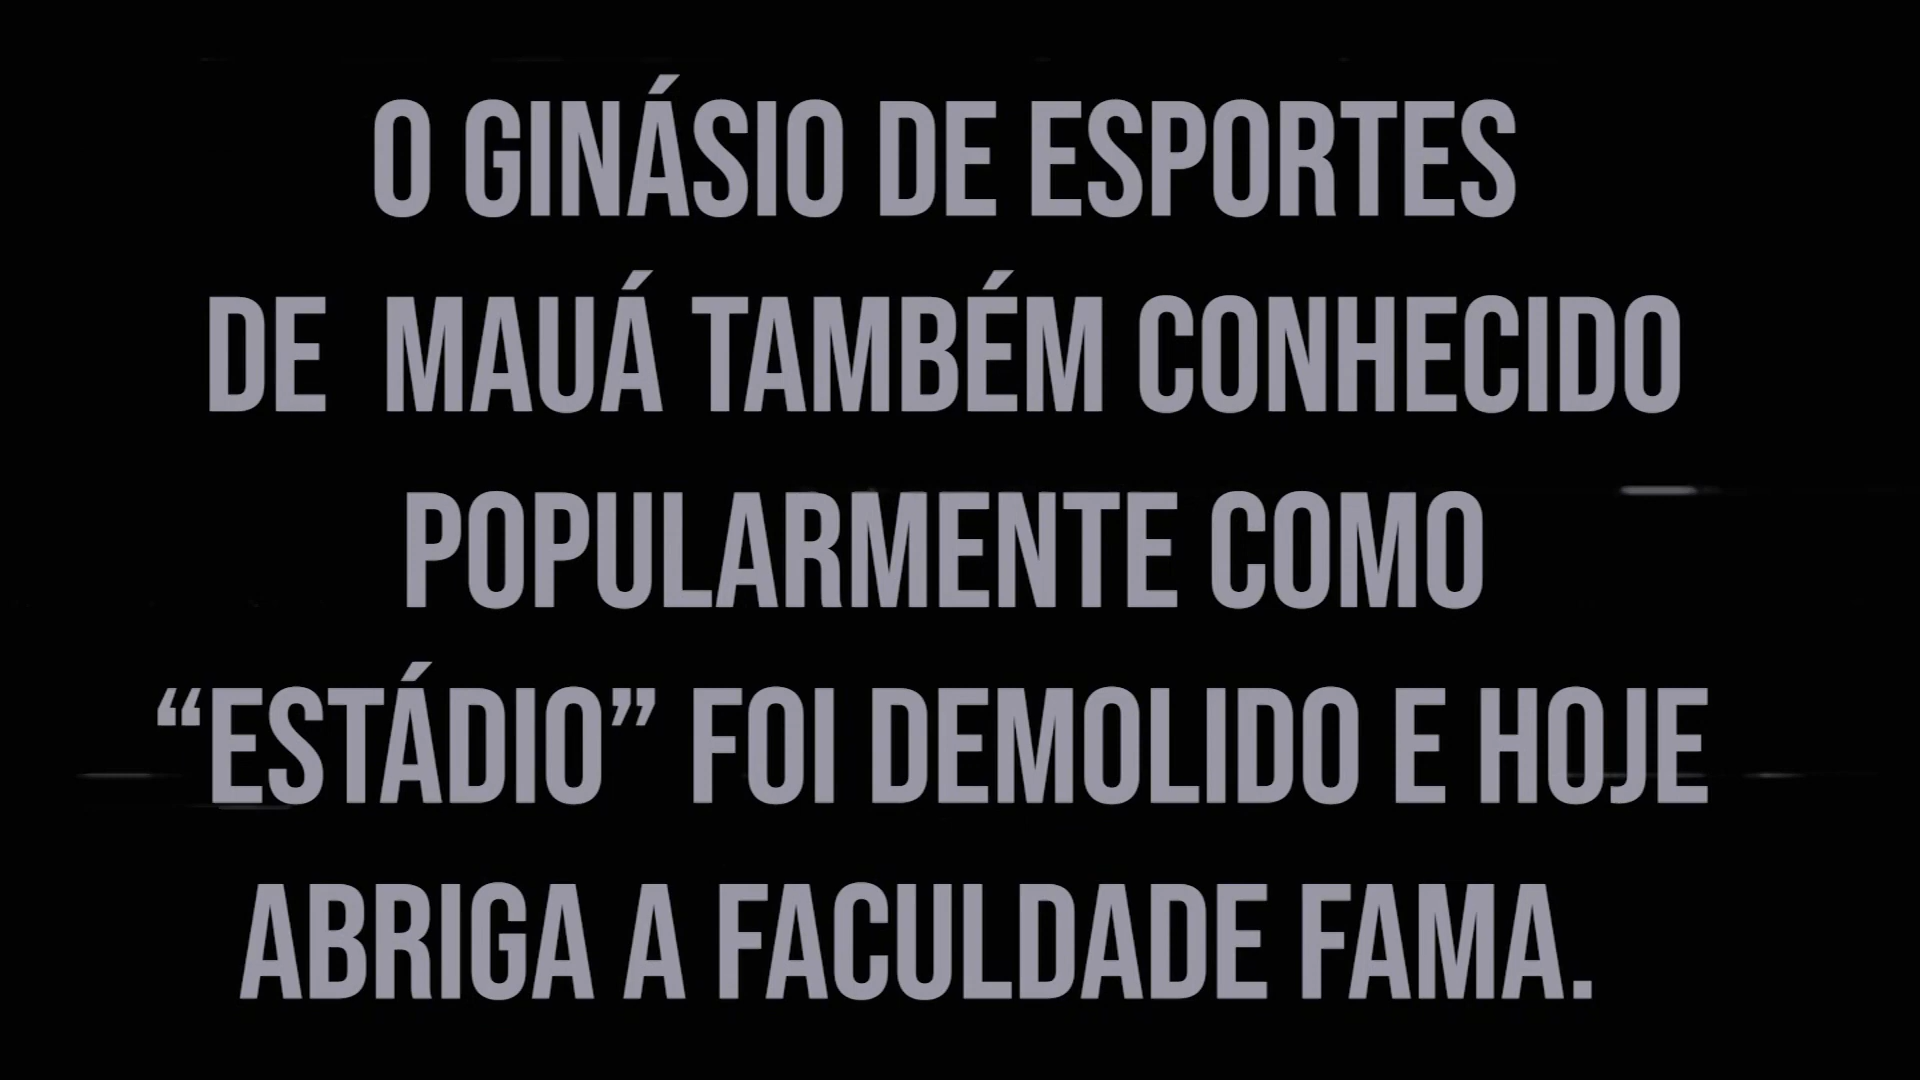 O GINÁSIO DE ESPORTES
DE MAUÁ TAMBÉM CONHECIDO
POPULARMENTE COMO
“ESTÁDIO” FOI DEMOLIDO E HOJE
ABRIGA A FACULDADE FAMA.